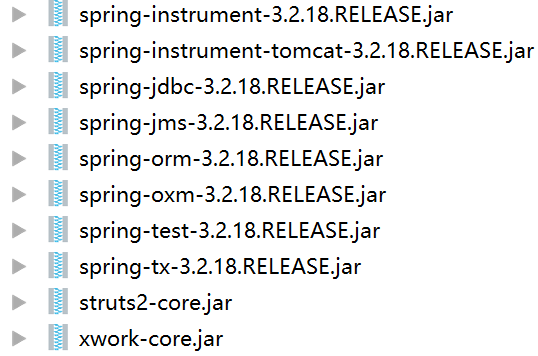 spring-instrument-3.2.18.RELEASE.jar
spring-instrument-tomcat-3.2.18.RELEASE.jar
spring-jdbc-3.2.18.RELEASE.jar
spring-jms-3.2.18.RELEASE.jar
spring-orm-3.2.18.RELEASE.jar
spring-oxm-3.2.18.RELEASE.jar
spring-test-3.2.18.RELEASE.jar
spring-tx-3.2.18.RELEASE.jar
struts2-core.jar
xwork-core.jar